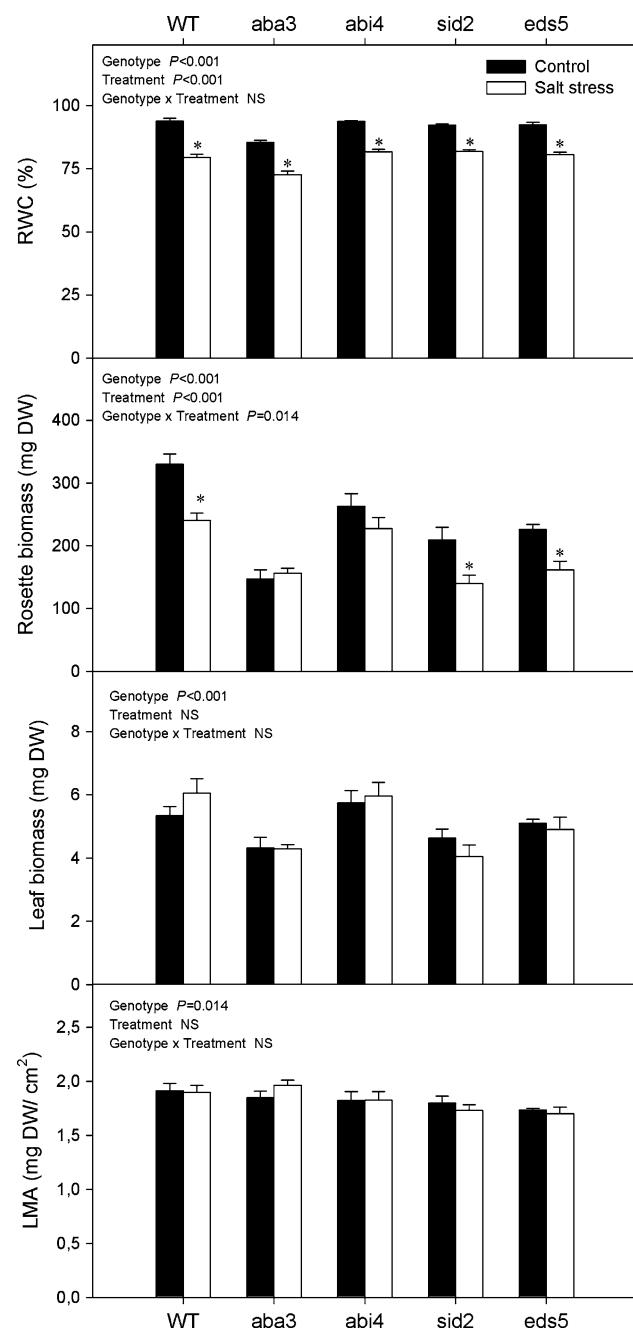 WT aba3 abi4 sid2 eds5
Genotype P<0.001
Treatment P<0.001
Genotype x Treatment NS
Control
Salt stress
100
75
50
25
0
RWC (%)
* * * * *
Genotype P<0.001
Treatment P<0.001
Genotype x Treatment P=0.014
400
300
200
100
0
Rosette biomass (mg DW)
* * *
Genotype P<0.001
Treatment NS
Genotype x Treatment NS
8
6
4
2
0
Leaf biomass (mg DW)
Genotype P=0.014
Treatment NS
Genotype x Treatment NS
2,5
2,0
1,5
1,0
0,5
0,0
LMA (mg DW/ cm²)
WT aba3 abi4 sid2 eds5